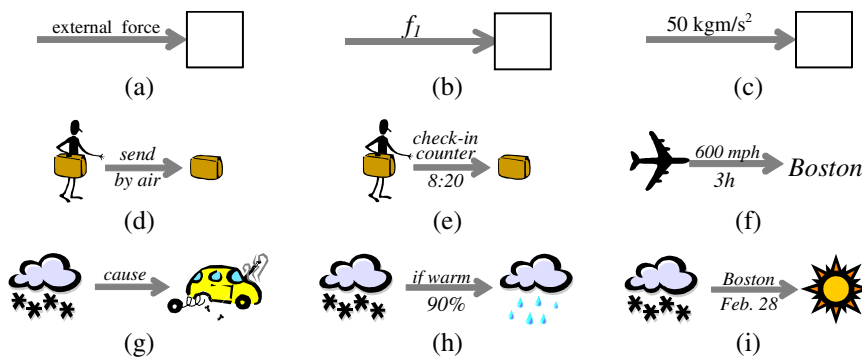 external force
f₁
50 kgm/s²
(a)
(b)
(c)
send
by air
check-in
counter
8:20
600 mph
3h
Boston
(d)
(e)
(f)
cause
if warm
90%
Boston
Feb. 28
(g)
(h)
(i)